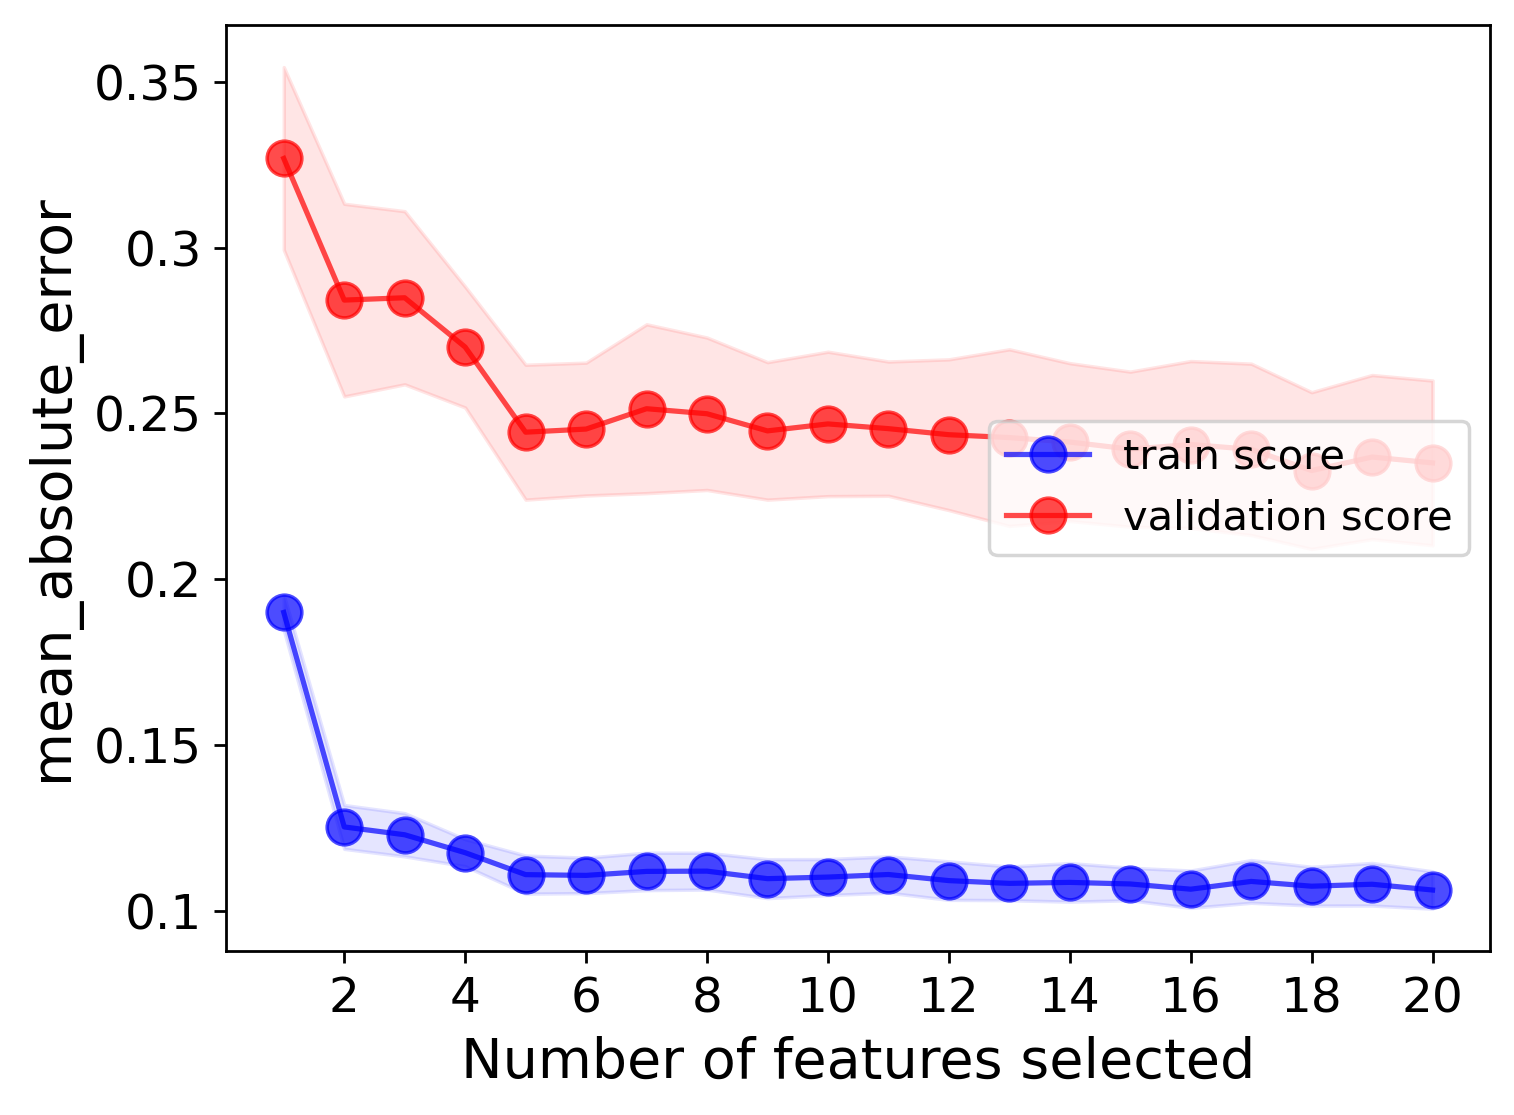 0.35
0.3
0.25
0.2
0.15
0.1
mean_absolute_error
train score
validation score
2 4 6 8 10 12 14 16 18 20
Number of features selected